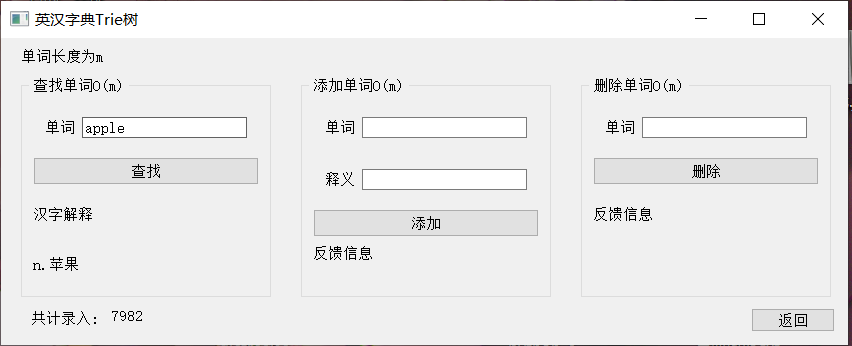 英汉字典Trie树
单词长度为m
查找单词O(m)
单词 apple
查找
汉字解释
n.苹果
添加单词O(m)
单词
释义
添加
反馈信息
删除单词O(m)
单词
删除
反馈信息
共计录入: 7982
返回